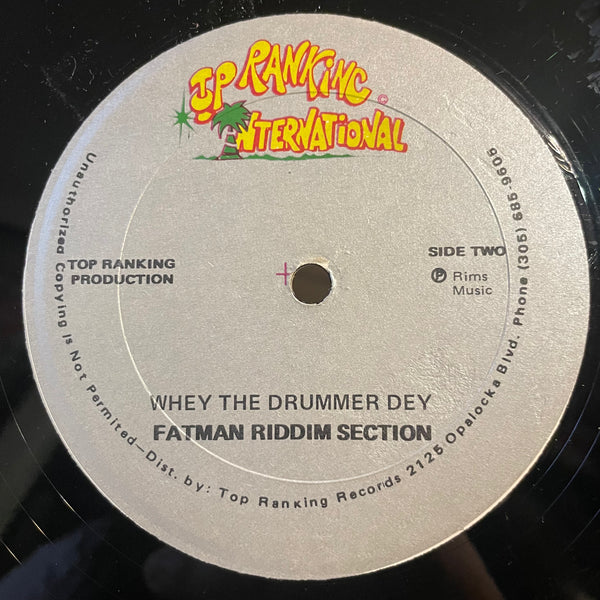 TOP RANKING ©
INTERNATIONAL
TOP RANKING
PRODUCTION
SIDE TWO
℗ Rims
Music
WHEY THE DRUMMER DEY
FATMAN RIDDIM SECTION
Unauthorized Copying Is Not Permited—Dist. by: Top Ranking Records 2125 Opalocka Blvd. Phone (305) 685-9606